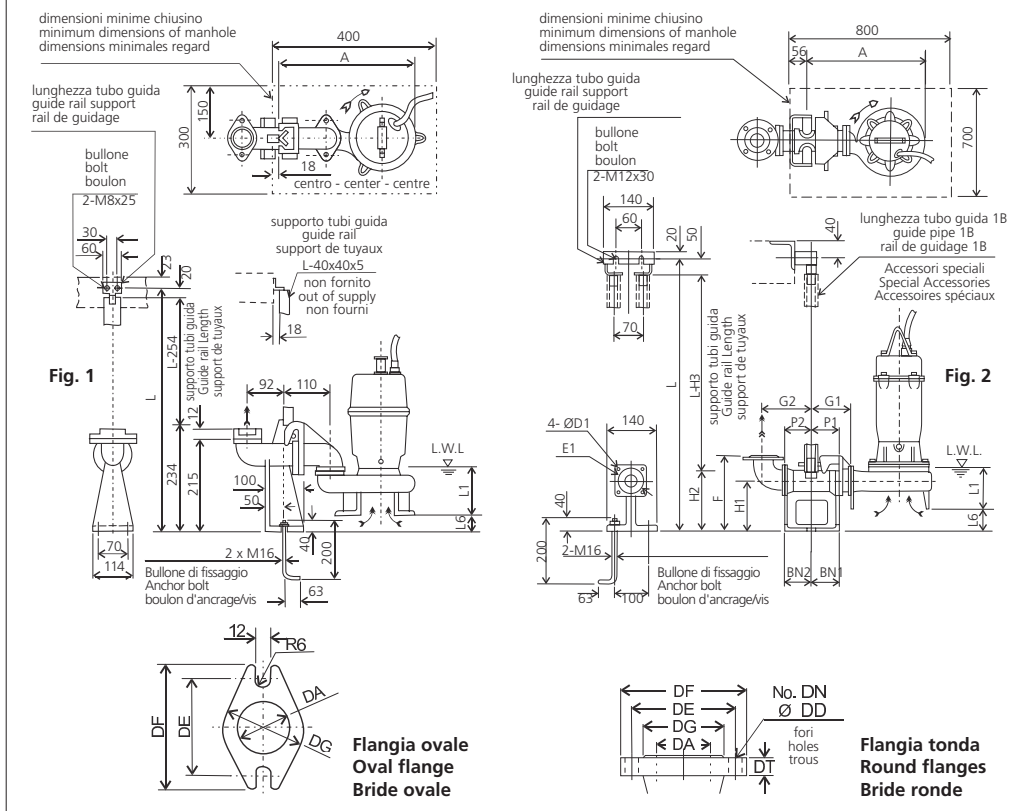 dimensioni minime chiusino
minimum dimensions of manhole
dimensions minimales regard
400
A
lunghezza tubo guida
guide rail support
rail de guidage
300
150
bullone
bolt
boulon
2-M8x25
18
centro - center - centre
30
60
23
20
supporto tubi guida
guide rail
support de tuyaux
L-40x40x5
non fornito
out of supply
non fourni
18
Fig. 1
L
L-254
supporto tubi guida
Guide rail Length
support de tuyaux
12
92
110
234
215
100
50
L.W.L
L1
L6
40
200
70
114
2 x M16
63
Bullone di fissaggio
Anchor bolt
boulon d'ancrage/vis
12
R6
DF
DE
DA
DG
Flangia ovale
Oval flange
Bride ovale
dimensioni minime chiusino
minimum dimensions of manhole
dimensions minimales regard
800
56
A
lunghezza tubo guida
guide rail support
rail de guidage
700
bullone
bolt
boulon
2-M12x30
140
60
20
50
70
40
lunghezza tubo guida 1B
guide pipe 1B
rail de guidage 1B
Accessori speciali
Special Accessories
Accessoires spéciaux
L
L-H3
supporto tubi guida
Guide rail Length
support de tuyaux
Fig. 2
G2
G1
P2
P1
4- ØD1
140
E1
H2
F
H1
L.W.L
L1
L6
40
200
2-M16
63
100
BN2
BN1
Bullone di fissaggio
Anchor bolt
boulon d'ancrage/vis
DF
DE
DG
DA
No. DN
Ø DD
fori
holes
trous
DT
Flangia tonda
Round flanges
Bride ronde